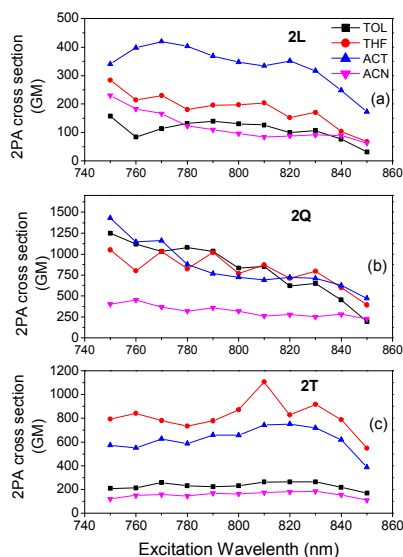 2PA cross section
(GM)
500
400
300
200
100
0
2L
TOL
THF
ACT
ACN
(a)
740 760 780 800 820 840 860
2PA cross section
(GM)
1500
1250
1000
750
500
250
0
2Q
(b)
740 760 780 800 820 840 860
2PA cross section
(GM)
1200
1000
800
600
400
200
0
2T
(c)
740 760 780 800 820 840 860
Excitation Wavelenth (nm)